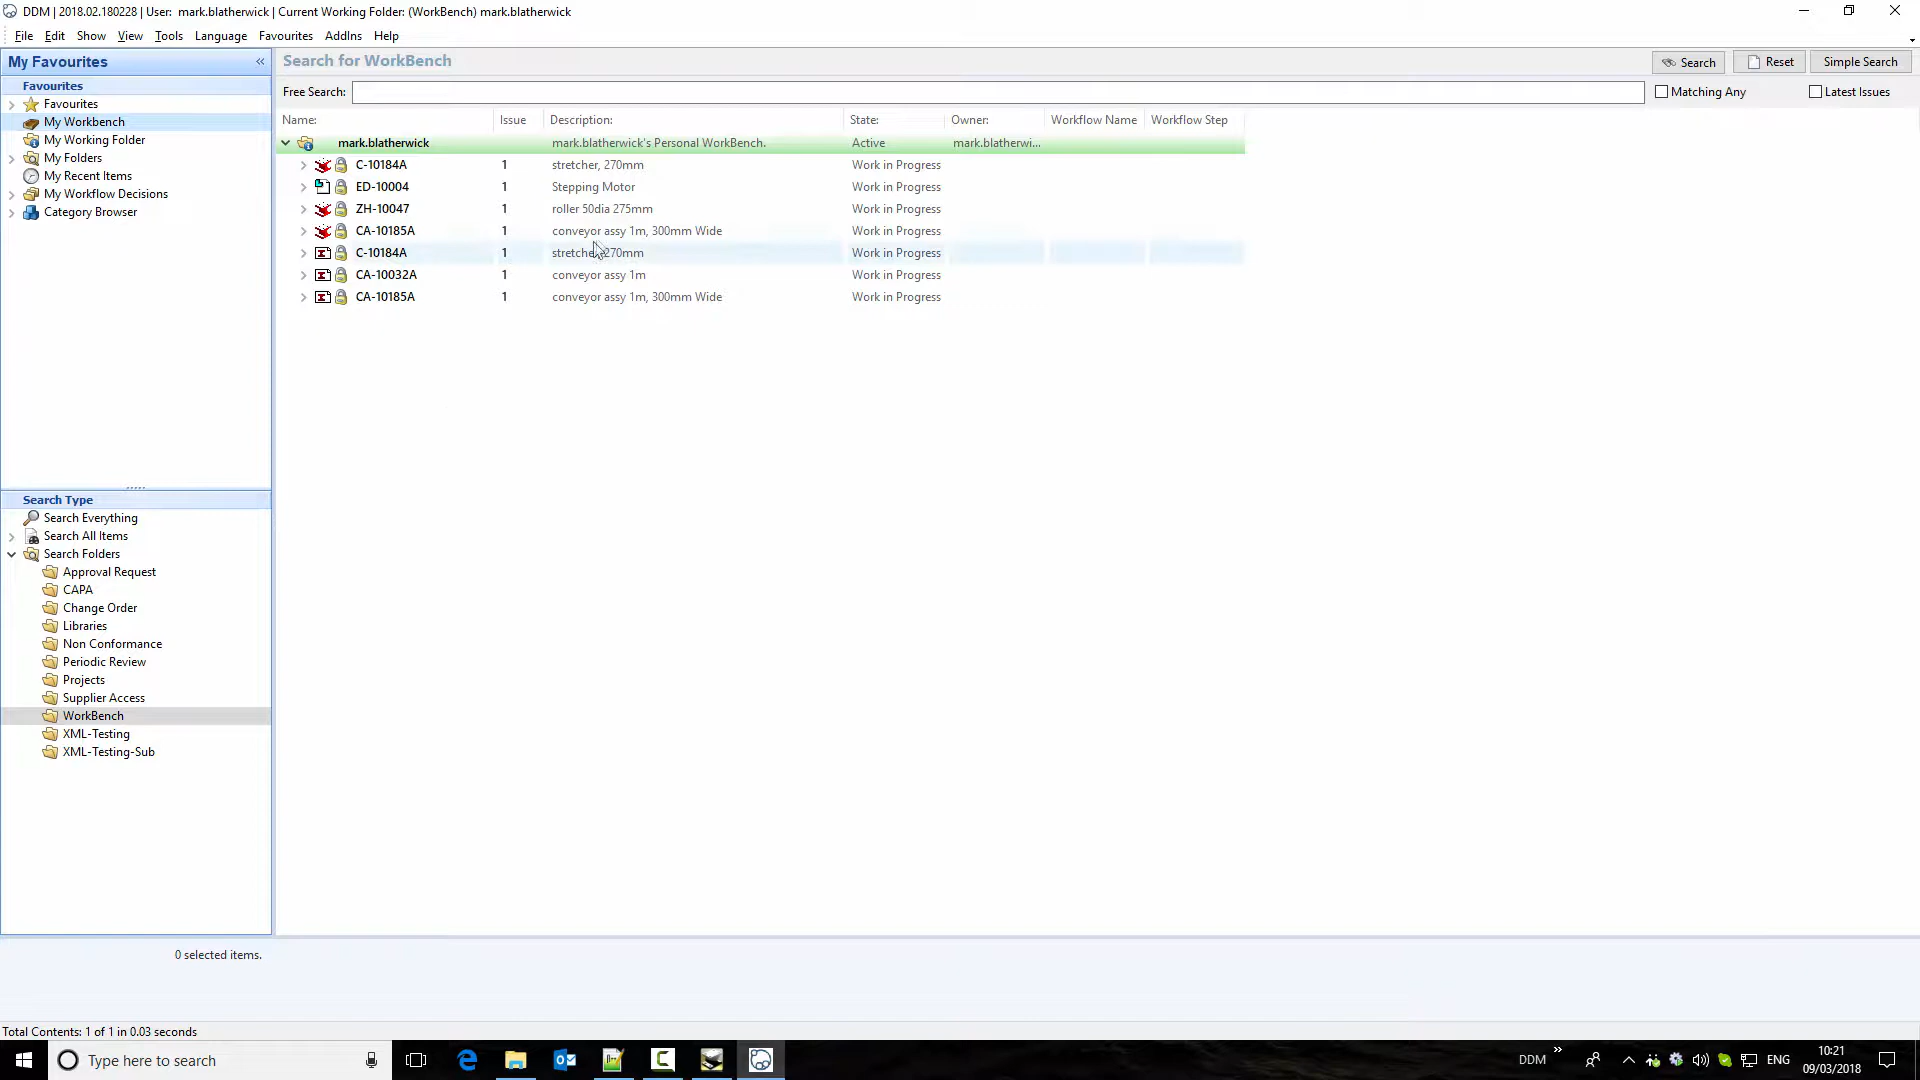 DDM | 2018.02.180228 | User:  mark.blatherwick | Current Working Folder: (WorkBench) mark.blatherwick
File Edit Show View Tools Language Favourites AddIns Help
My Favourites «
Favourites
Favourites
My Workbench
My Working Folder
My Folders
My Recent Items
My Workflow Decisions
Category Browser
Search Type
Search Everything
Search All Items
Search Folders
Approval Request
CAPA
Change Order
Libraries
Non Conformance
Periodic Review
Projects
Supplier Access
WorkBench
XML-Testing
XML-Testing-Sub
Search for WorkBench Search Reset Simple Search
Free Search: Matching Any Latest Issues
Name: Issue Description: State: Owner: Workflow Name Workflow Step
mark.blatherwick mark.blatherwick's Personal WorkBench. Active mark.blatherwi...
C-10184A 1 stretcher, 270mm Work in Progress
ED-10004 1 Stepping Motor Work in Progress
ZH-10047 1 roller 50dia 275mm Work in Progress
CA-10185A 1 conveyor assy 1m, 300mm Wide Work in Progress
C-10184A 1 stretcher, 270mm Work in Progress
CA-10032A 1 conveyor assy 1m Work in Progress
CA-10185A 1 conveyor assy 1m, 300mm Wide Work in Progress
0 selected items.
Total Contents: 1 of 1 in 0.03 seconds
Type here to search DDM » ENG 10:21
09/03/2018